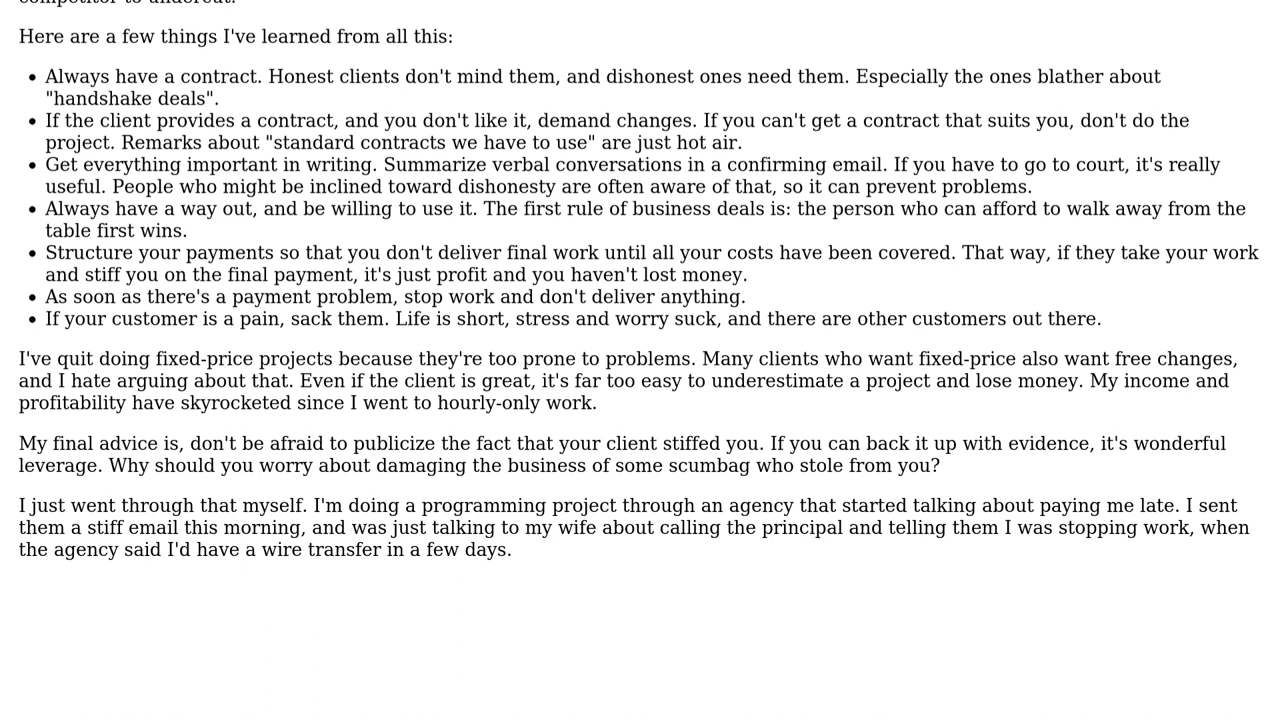 competitor to undercut.
Here are a few things I've learned from all this:
• Always have a contract. Honest clients don't mind them, and dishonest ones need them. Especially the ones blather about
"handshake deals".
• If the client provides a contract, and you don't like it, demand changes. If you can't get a contract that suits you, don't do the
project. Remarks about "standard contracts we have to use" are just hot air.
• Get everything important in writing. Summarize verbal conversations in a confirming email. If you have to go to court, it's really
useful. People who might be inclined toward dishonesty are often aware of that, so it can prevent problems.
• Always have a way out, and be willing to use it. The first rule of business deals is: the person who can afford to walk away from the
table first wins.
• Structure your payments so that you don't deliver final work until all your costs have been covered. That way, if they take your work
and stiff you on the final payment, it's just profit and you haven't lost money.
• As soon as there's a payment problem, stop work and don't deliver anything.
• If your customer is a pain, sack them. Life is short, stress and worry suck, and there are other customers out there.
I've quit doing fixed-price projects because they're too prone to problems. Many clients who want fixed-price also want free changes,
and I hate arguing about that. Even if the client is great, it's far too easy to underestimate a project and lose money. My income and
profitability have skyrocketed since I went to hourly-only work.
My final advice is, don't be afraid to publicize the fact that your client stiffed you. If you can back it up with evidence, it's wonderful
leverage. Why should you worry about damaging the business of some scumbag who stole from you?
I just went through that myself. I'm doing a programming project through an agency that started talking about paying me late. I sent
them a stiff email this morning, and was just talking to my wife about calling the principal and telling them I was stopping work, when
the agency said I'd have a wire transfer in a few days.